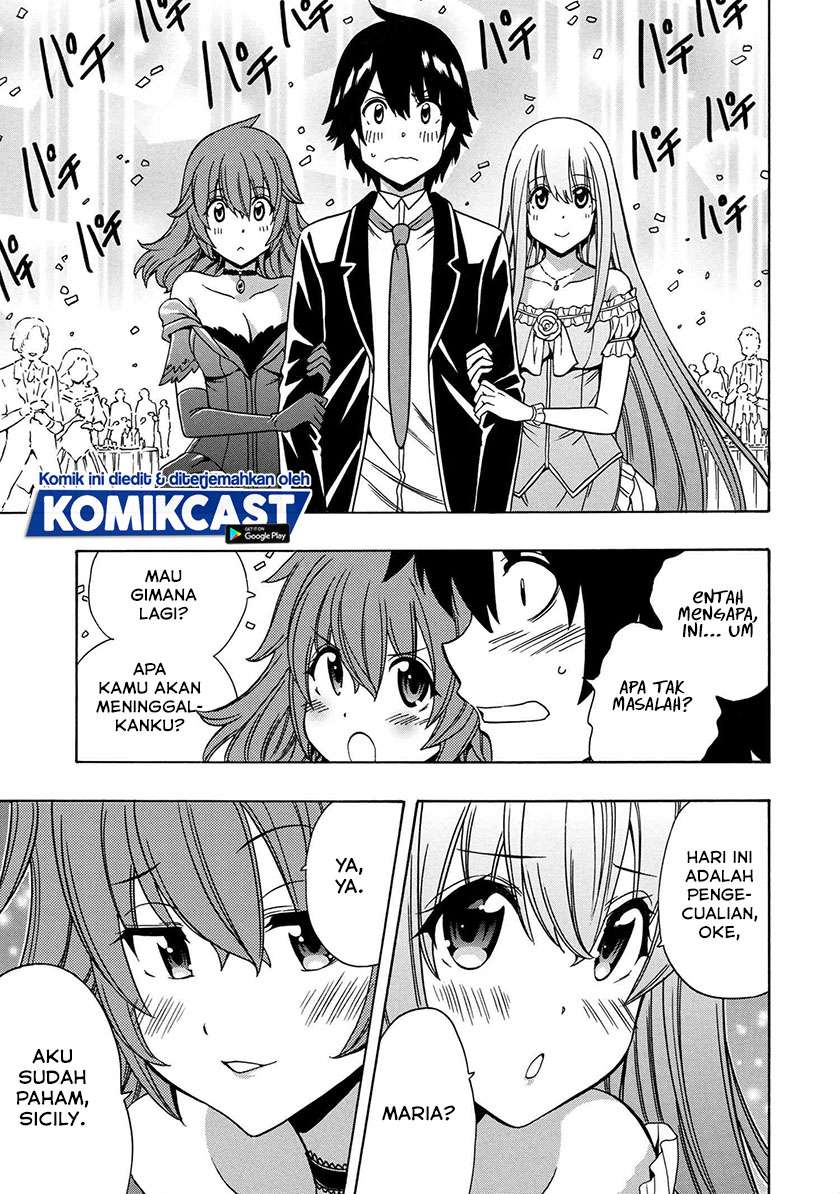 パチ パチ パチ パチ パチ パチ
パチ パチ パチ パチ パチ パチ
Komik ini diedit & diterjemahkan oleh
KOMIKCAST
GET IT ON
Google Play
ENTAH
MENGAPA,
INI... UM
APA TAK
MASALAH?
MAU
GIMANA
LAGI?
APA
KAMU AKAN
MENINGGAL-
KANKU?
HARI INI
ADALAH
PENGE-
CUALIAN,
OKE,
MARIA?
YA,
YA.
AKU
SUDAH
PAHAM,
SICILY.